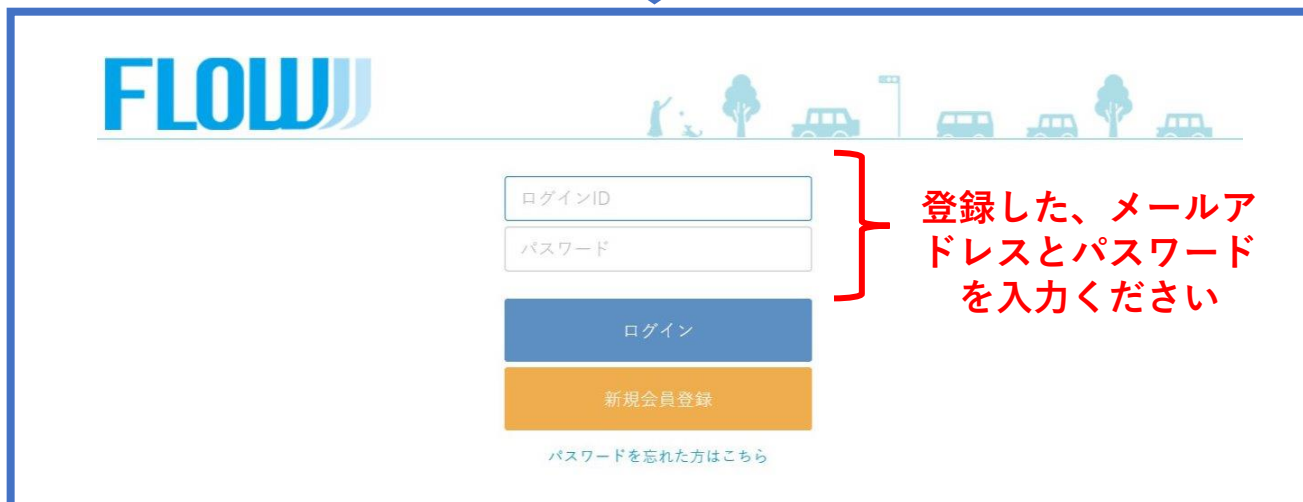 FLOW
ログインID
パスワード
登録した、メールア
ドレスとパスワード
を入力ください
ログイン
新規会員登録
パスワードを忘れた方はこちら